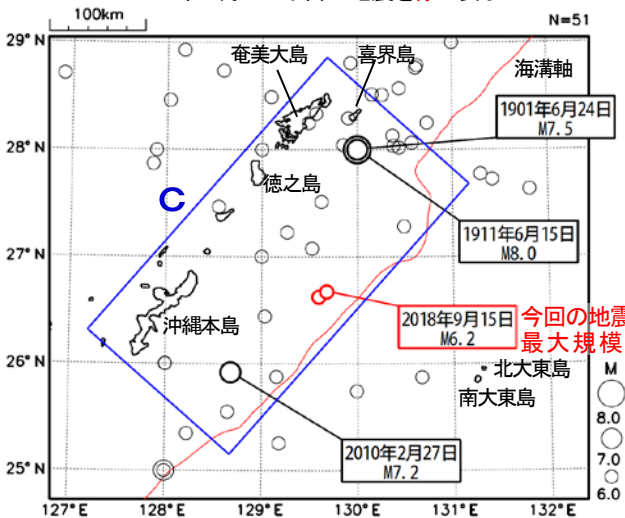 100km
N=51
29°N
28°N
27°N
26°N
25°N
奄美大島
喜界島
海溝軸
1901年6月24日
M7.5
徳之島
C
1911年6月15日
M8.0
沖縄本島
2018年9月15日
M6.2
今回の地震
最大規模
北大東島
南大東島
2010年2月27日
M7.2
M
8.0
7.0
6.0
127°E
128°E
129°E
130°E
131°E
132°E